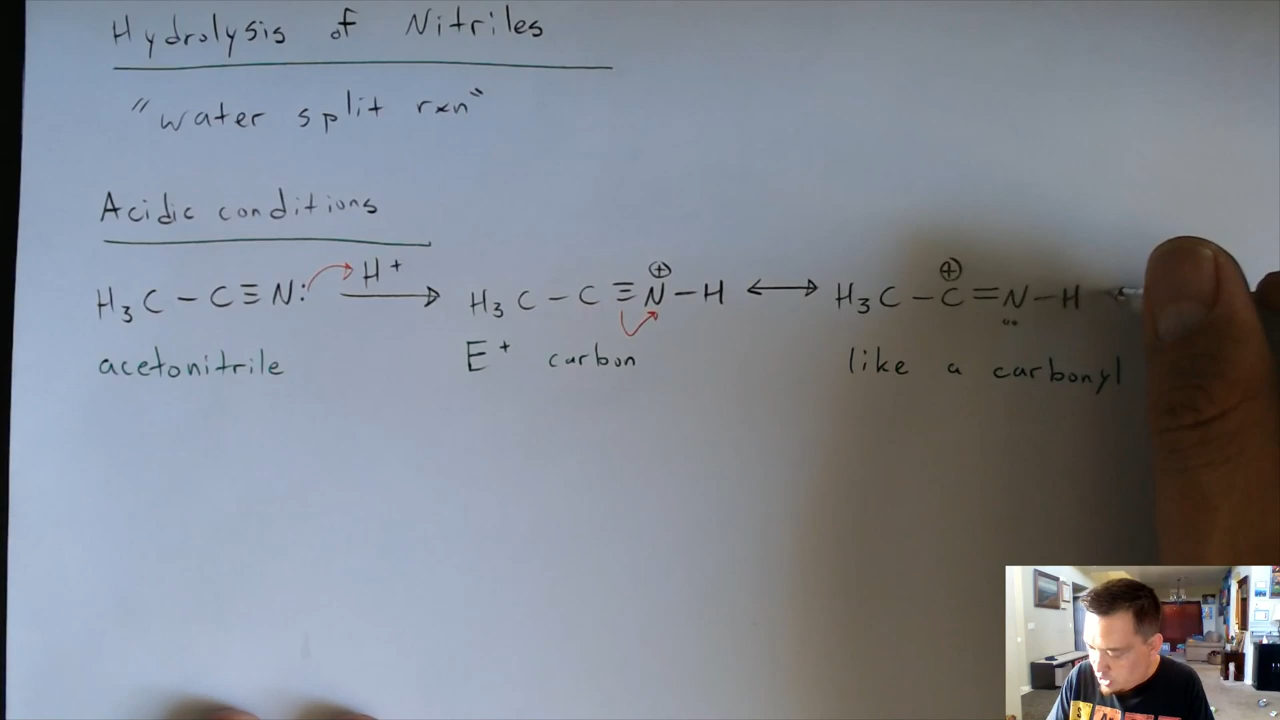 Hydrolysis of Nitriles
"water split rxn"
Acidic conditions
H₃C – C ≡ N: H⁺ → H₃C – C ≡ N⊕ – H ↔ H₃C – C⊕ = N̤ – H
acetonitrile E⁺ carbon like a carbonyl